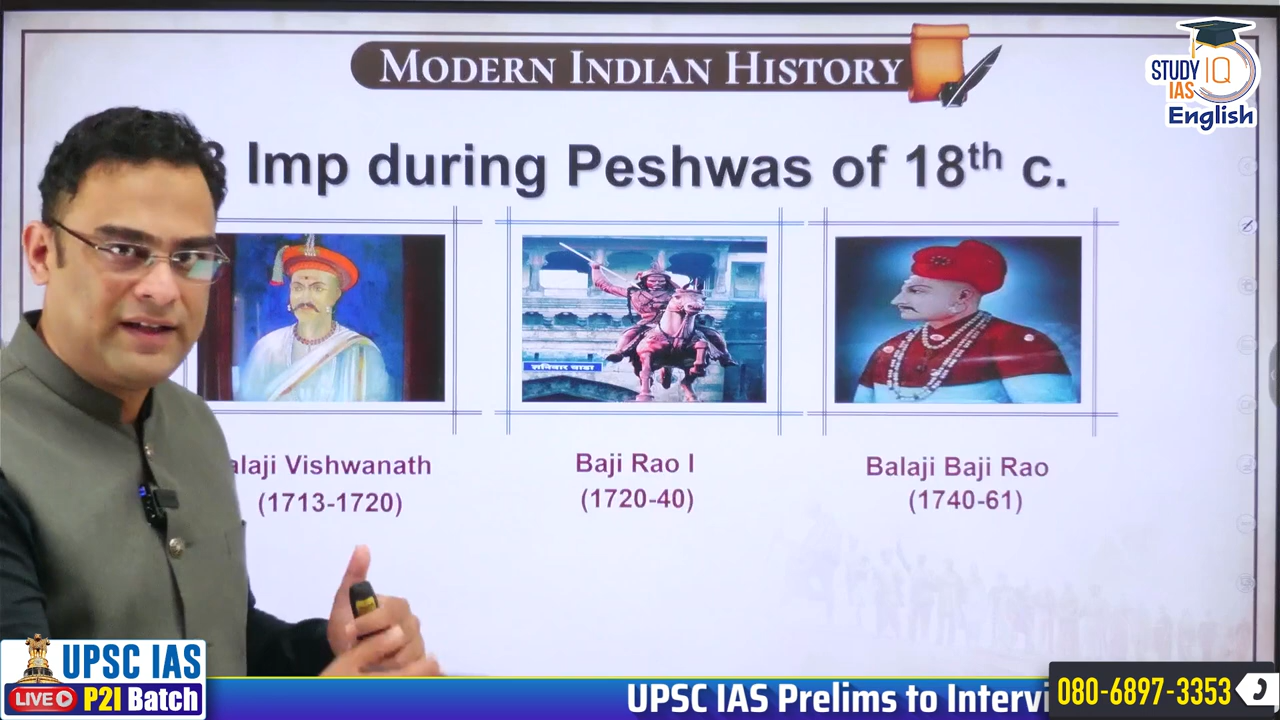 MODERN INDIAN HISTORY
STUDY IQ
IAS
English
3 Imp during Peshwas of 18th c.
शनिवार वाडा
alaji Vishwanath
(1713-1720)
Baji Rao I
(1720-40)
Balaji Baji Rao
(1740-61)
UPSC IAS
LIVE P2I Batch
UPSC IAS Prelims to Intervi
080-6897-3353